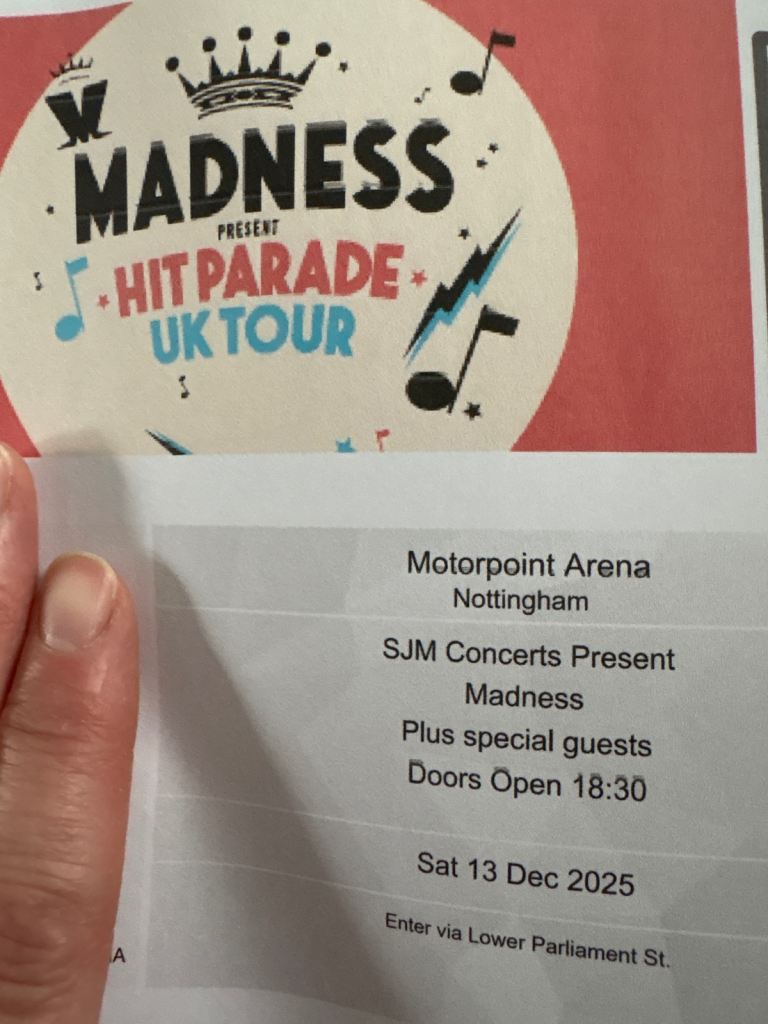 M
MADNESS
PRESENT
HIT PARADE
UK TOUR
Motorpoint Arena
Nottingham
SJM Concerts Present
Madness
Plus special guests
Doors Open 18:30
Sat 13 Dec 2025
Enter via Lower Parliament St.
A